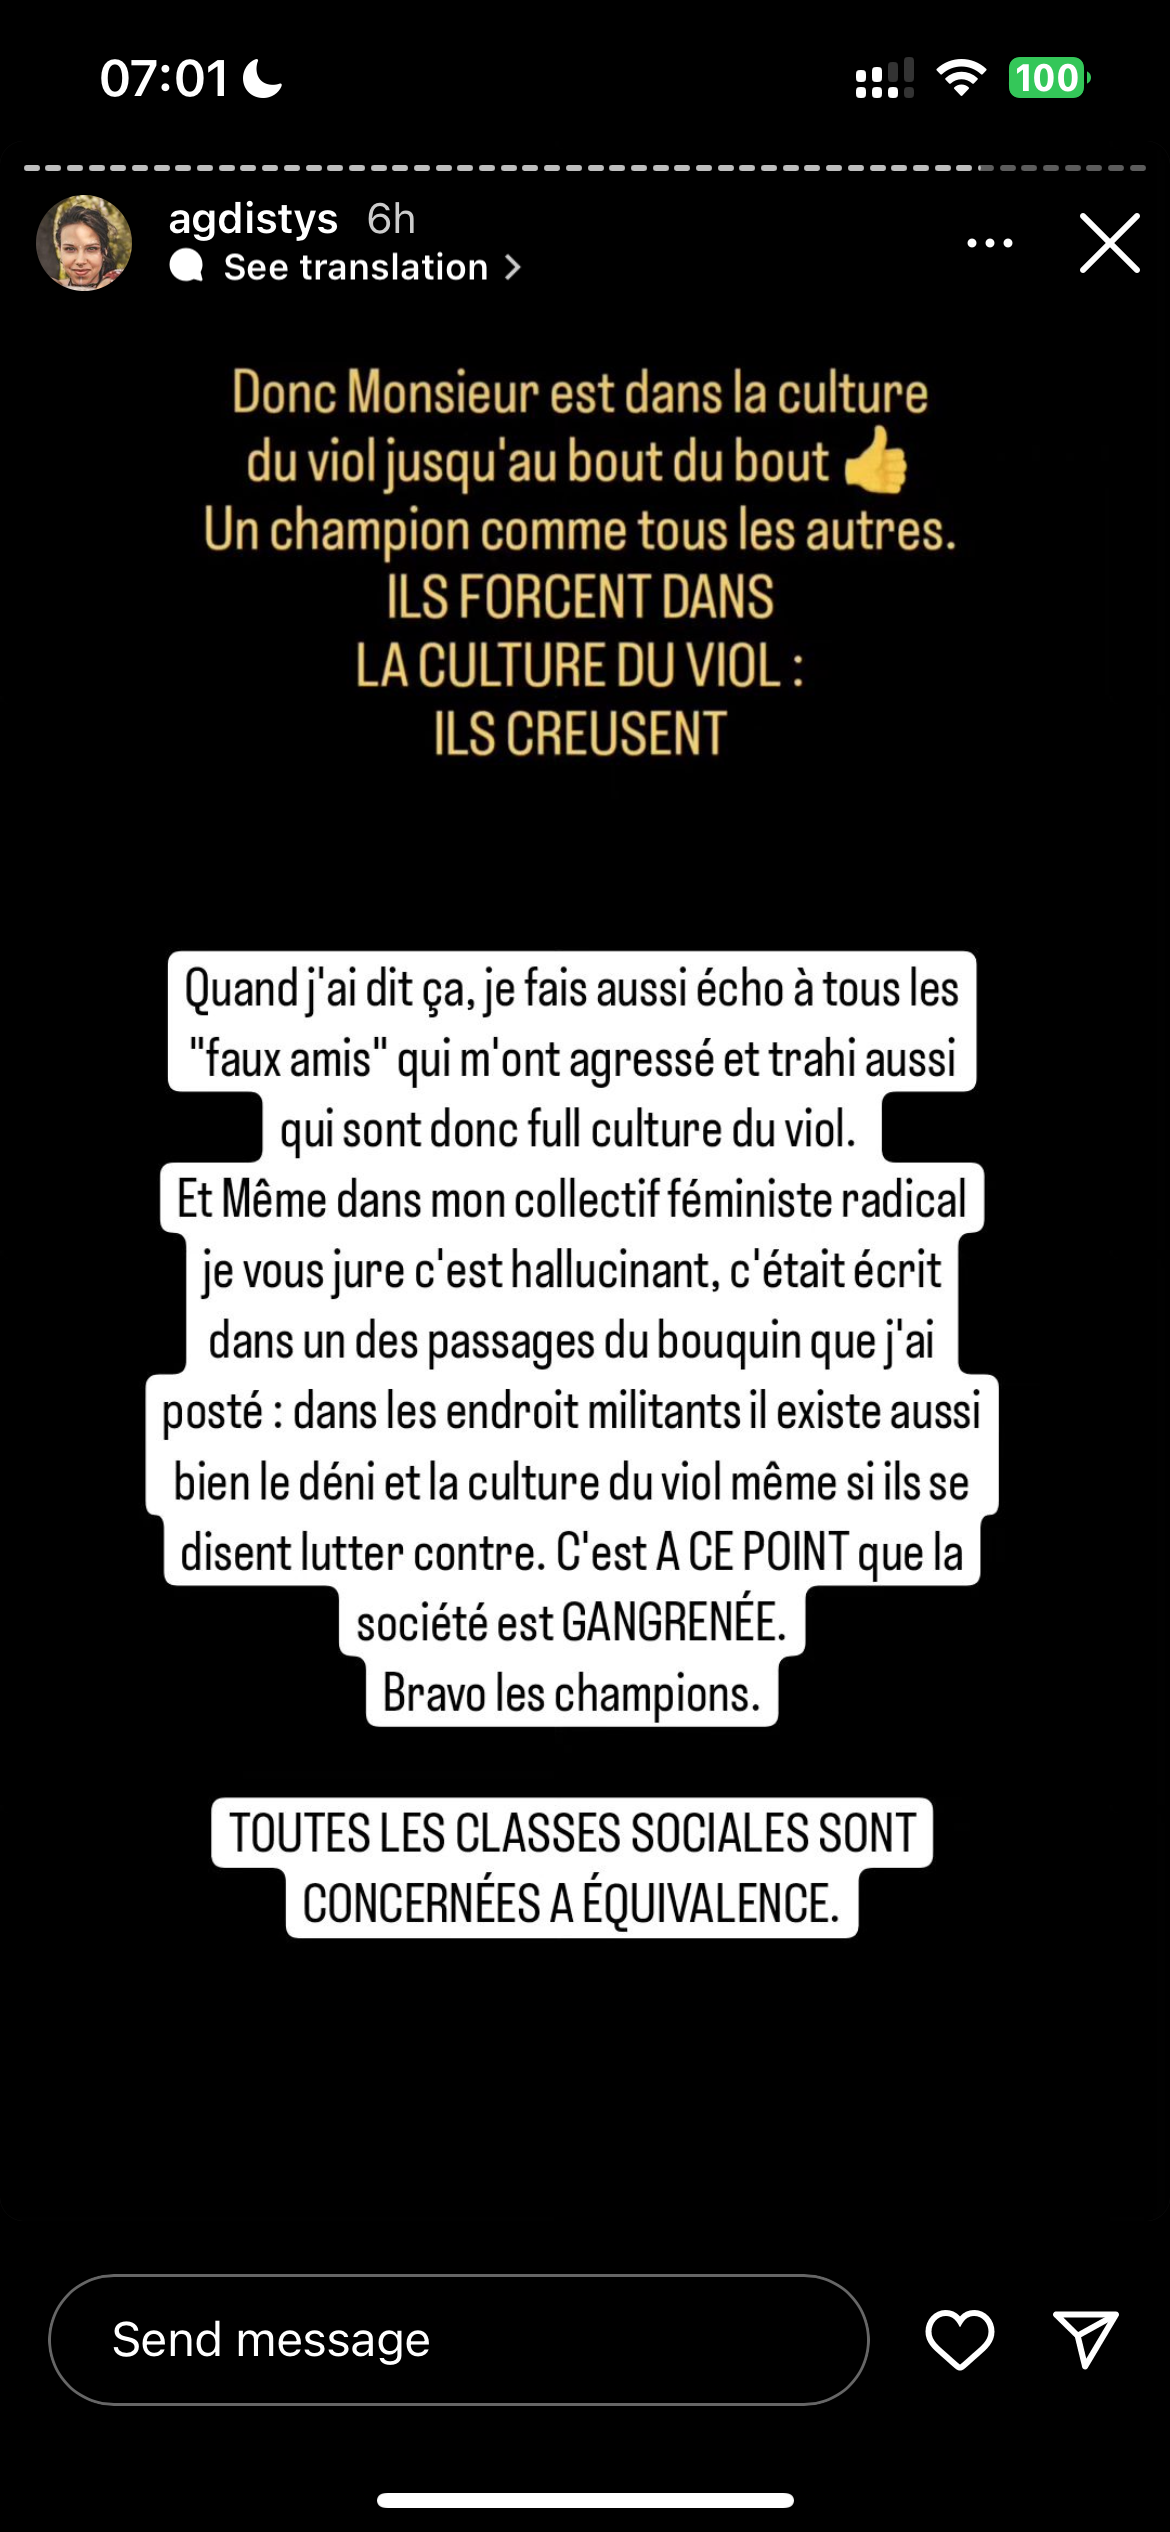 07:01
100
agdistys 6h
See translation
Donc Monsieur est dans la culture
du viol jusqu'au bout du bout 👍
Un champion comme tous les autres.
ILS FORCENT DANS
LA CULTURE DU VIOL :
ILS CREUSENT
Quand j'ai dit ça, je fais aussi écho à tous les
"faux amis" qui m'ont agressé et trahi aussi
qui sont donc full culture du viol.
Et Même dans mon collectif féministe radical
je vous jure c'est hallucinant, c'était écrit
dans un des passages du bouquin que j'ai
posté : dans les endroit militants il existe aussi
bien le déni et la culture du viol même si ils se
disent lutter contre. C'est A CE POINT que la
société est GANGRENÉE.
Bravo les champions.
TOUTES LES CLASSES SOCIALES SONT
CONCERNÉES A ÉQUIVALENCE.
Send message